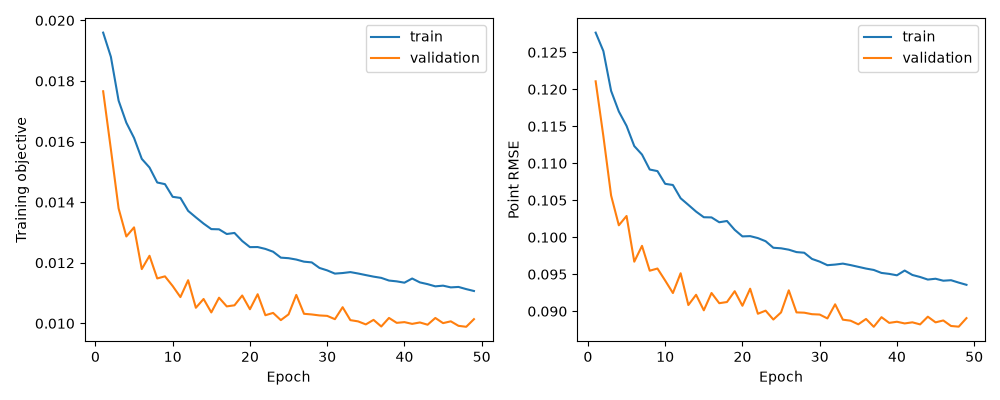 0.020
0.018
0.016
0.014
0.012
0.010
Training objective
0 10 20 30 40 50
Epoch
train
validation
0.125
0.120
0.115
0.110
0.105
0.100
0.095
0.090
Point RMSE
0 10 20 30 40 50
Epoch
train
validation